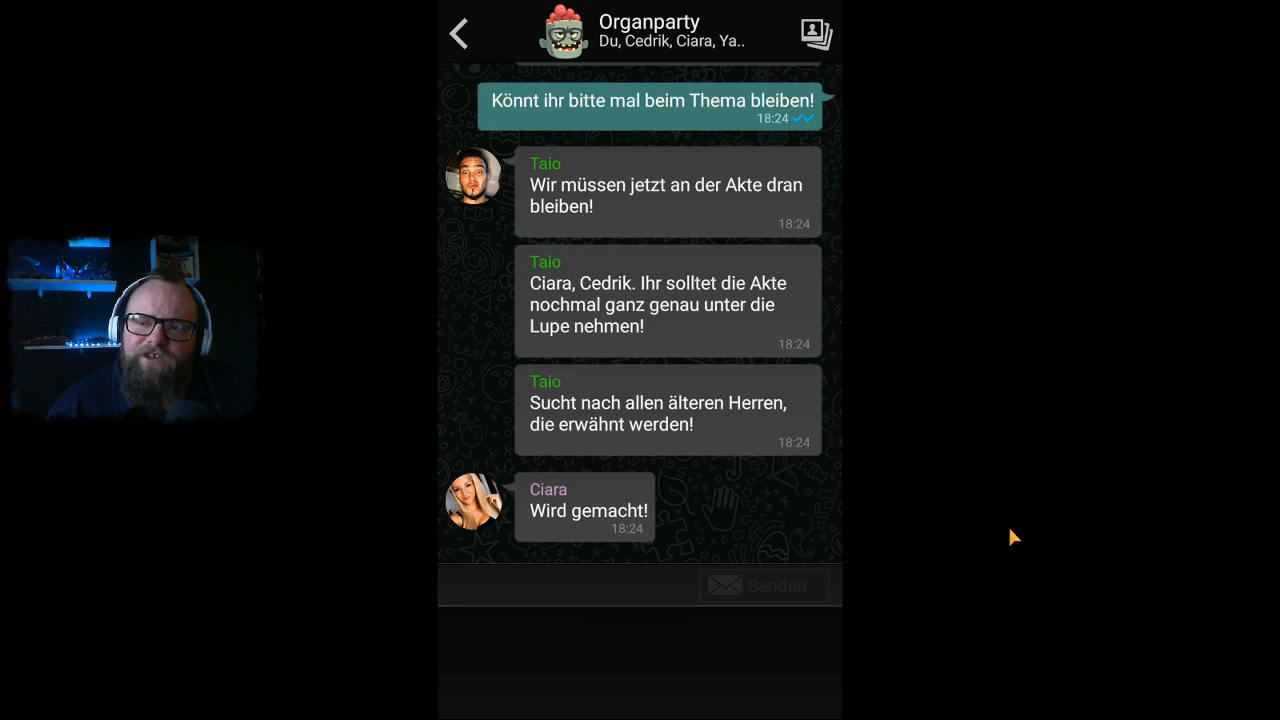 Organparty
Du, Cedrik, Ciara, Ya..
Könnt ihr bitte mal beim Thema bleiben!
18:24
Taio
Wir müssen jetzt an der Akte dran
bleiben!
18:24
Taio
Ciara, Cedrik. Ihr solltet die Akte
nochmal ganz genau unter die
Lupe nehmen!
18:24
Taio
Sucht nach allen älteren Herren,
die erwähnt werden!
18:24
Ciara
Wird gemacht!
18:24
Senden